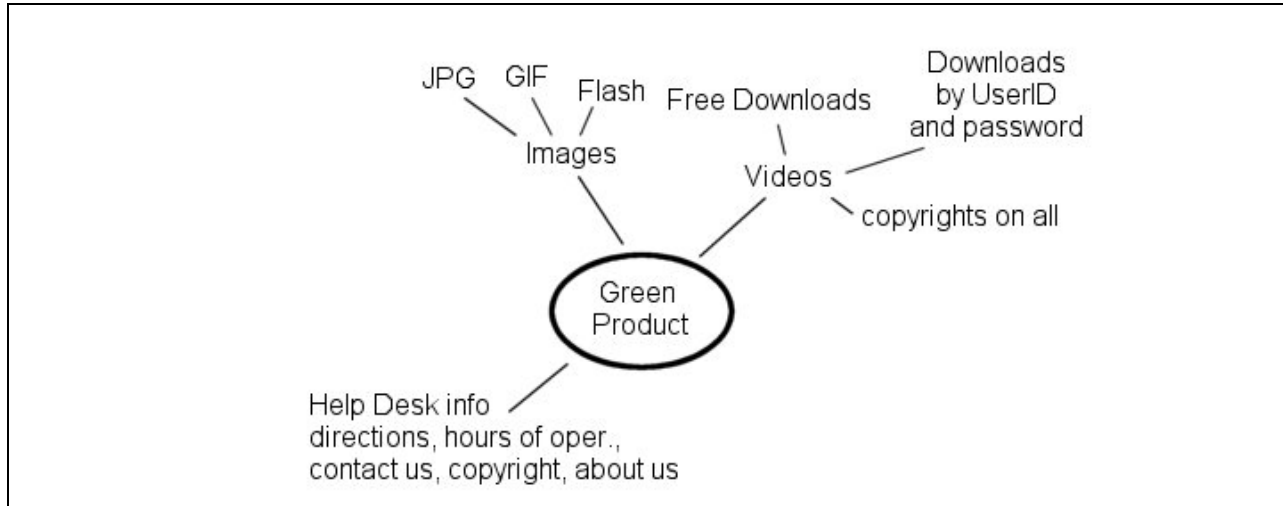 JPG
GIF
Flash
Images
Free Downloads
Downloads
by UserID
and password
Videos
copyrights on all
Green
Product
Help Desk info
directions, hours of oper.,
contact us, copyright, about us